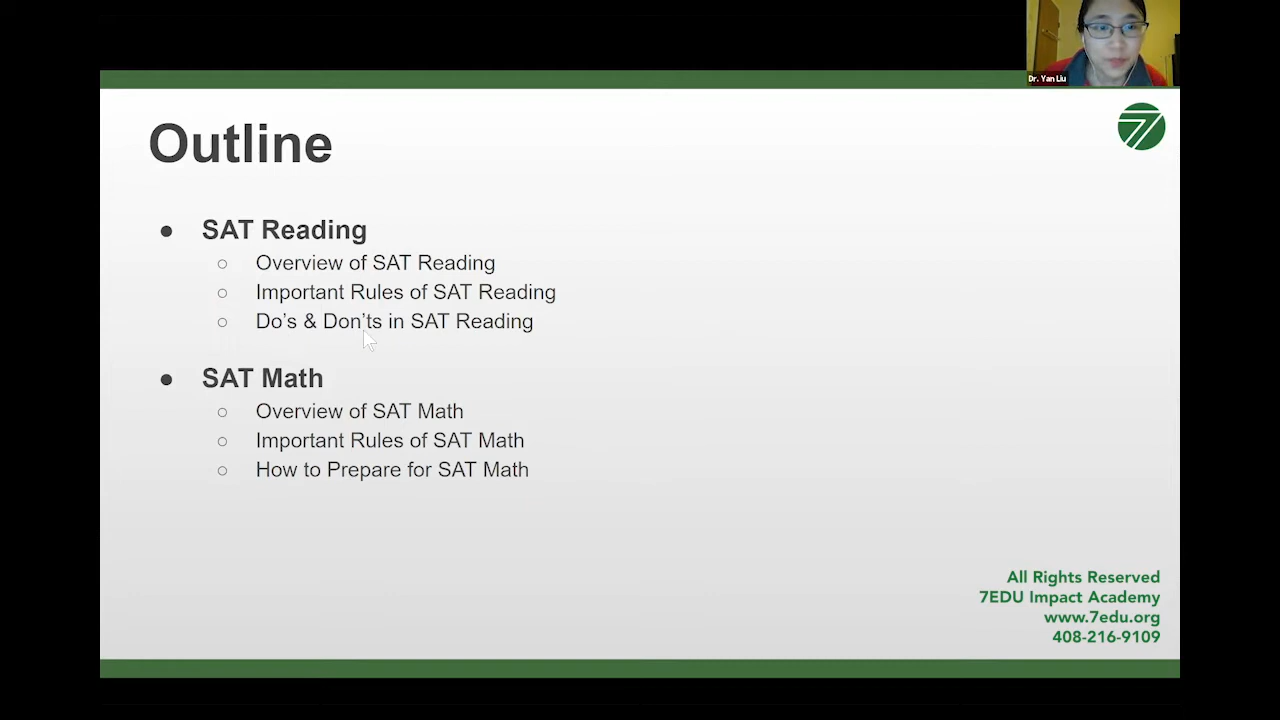 Dr. Yan Liu
Outline
● SAT Reading
○ Overview of SAT Reading
○ Important Rules of SAT Reading
○ Do’s & Don’ts in SAT Reading
● SAT Math
○ Overview of SAT Math
○ Important Rules of SAT Math
○ How to Prepare for SAT Math
All Rights Reserved
7EDU Impact Academy
www.7edu.org
408-216-9109